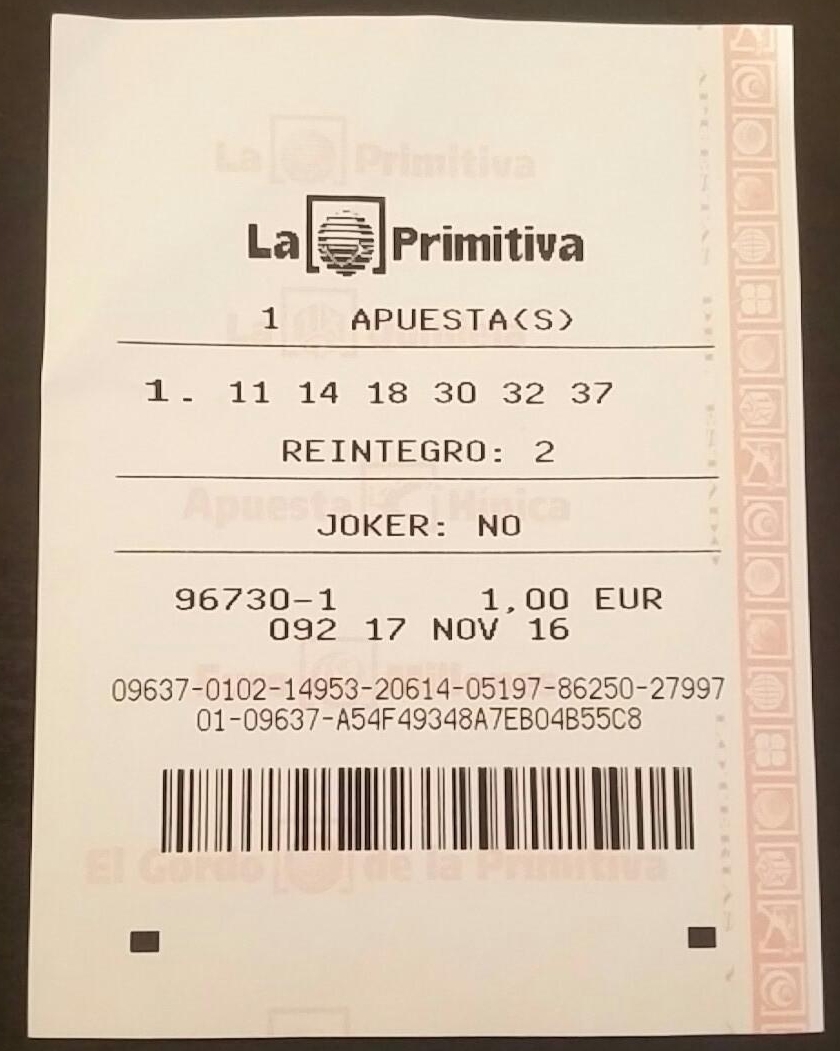 La Primitiva
La Primitiva
1 APUESTA(S)
1. 11 14 18 30 32 37
REINTEGRO: 2
Apuesta Hípica
JOKER: NO
96730-1 1,00 EUR
092 17 NOV 16
09637-0102-14953-20614-05197-86250-27997
01-09637-A54F49348A7EB04B55C8
El Gordo de la Primitiva